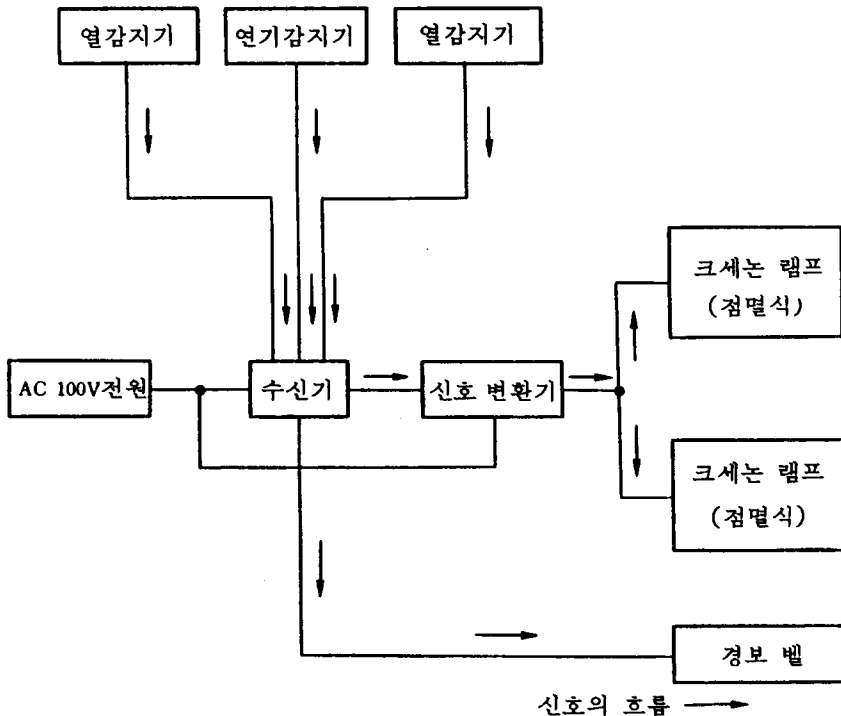 열감지기
연기감지기
열감지기
크세논 램프
(점멸식)
AC 100V전원
수신기
신호 변환기
크세논 램프
(점멸식)
경보 벨
신호의 흐름